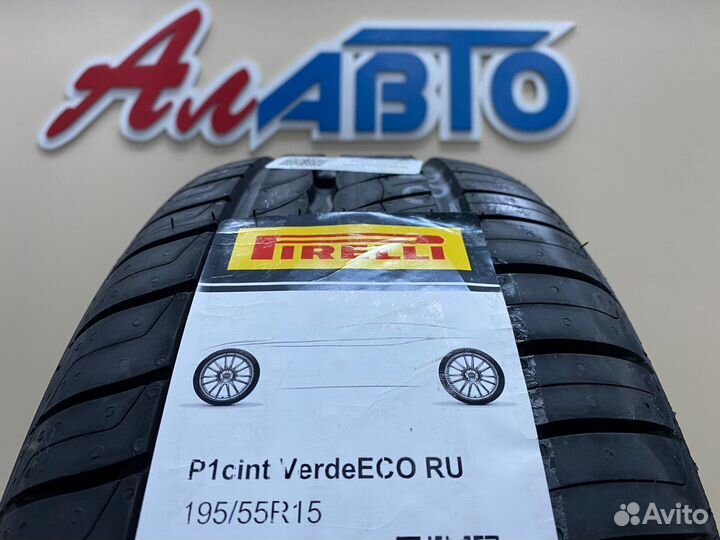 АлАВТО
PIRELLI
P1cint VerdeECO RU
195/55R15
Avito